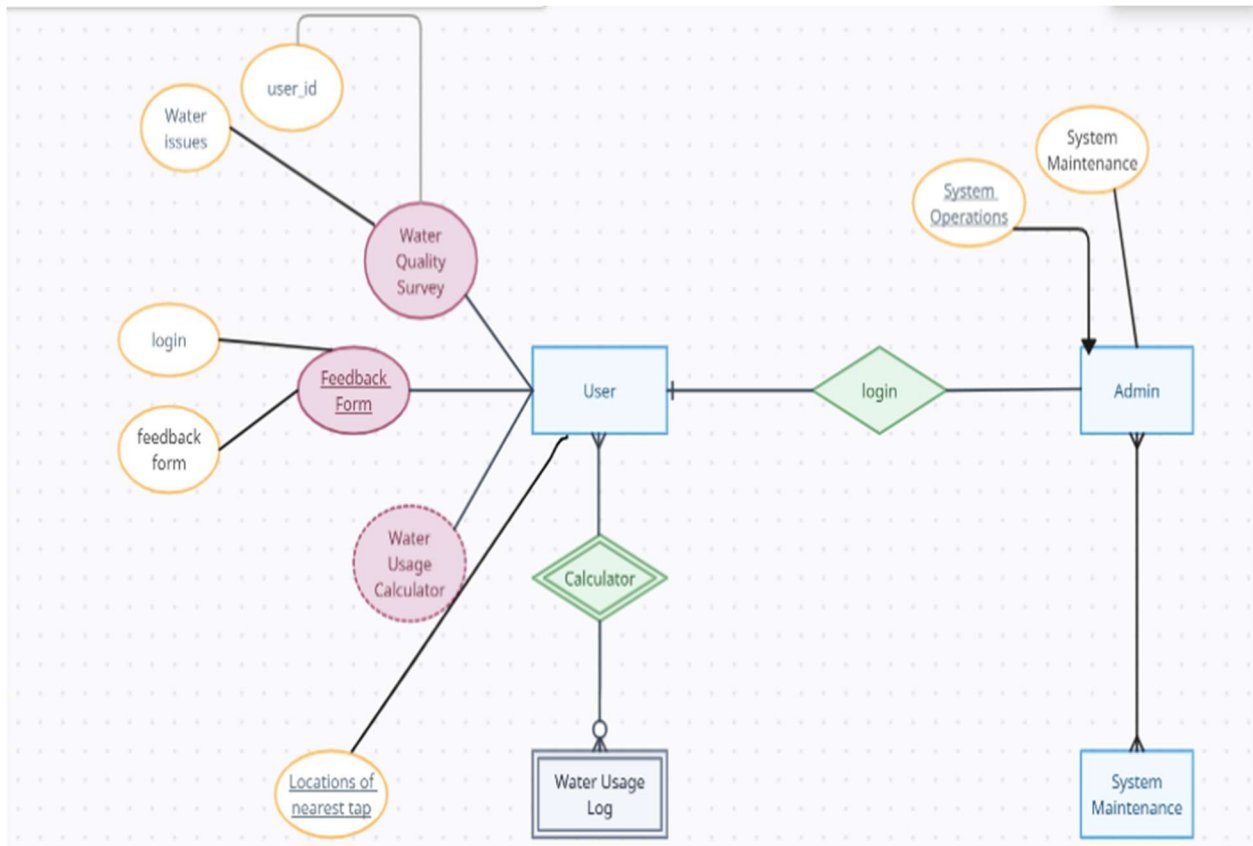 user_id
Water
issues
System
Maintenance
System
Operations
Water
Quality
Survey
login
Feedback
Form
feedback
form
User
login
Admin
Water
Usage
Calculator
Calculator
Locations of
nearest tap
Water Usage
Log
System
Maintenance